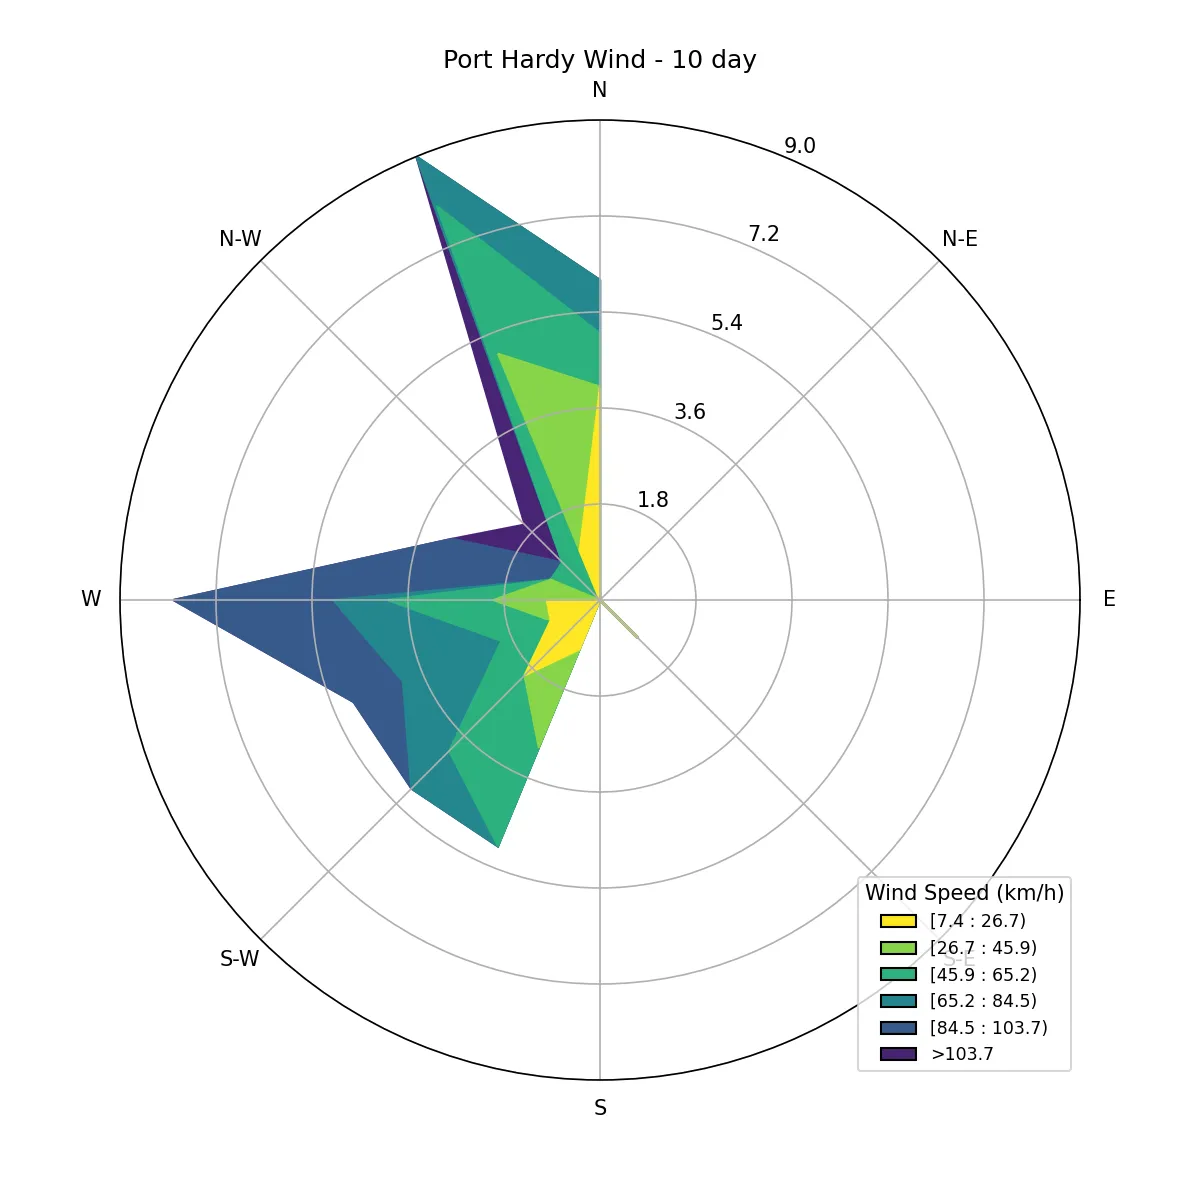 Port Hardy Wind - 10 day
N
9.0
N-W
7.2
N-E
5.4
3.6
1.8
W
E
Wind Speed (km/h)
[7.4 : 26.7)
[26.7 : 45.9)
S-W
S-E
[45.9 : 65.2)
[65.2 : 84.5)
[84.5 : 103.7)
>103.7
S